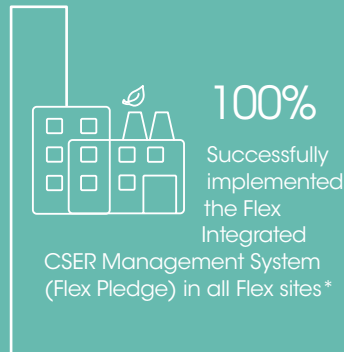 100%
Successfully
implemented
the Flex
Integrated
CSER Management System
(Flex Pledge) in all Flex sites*